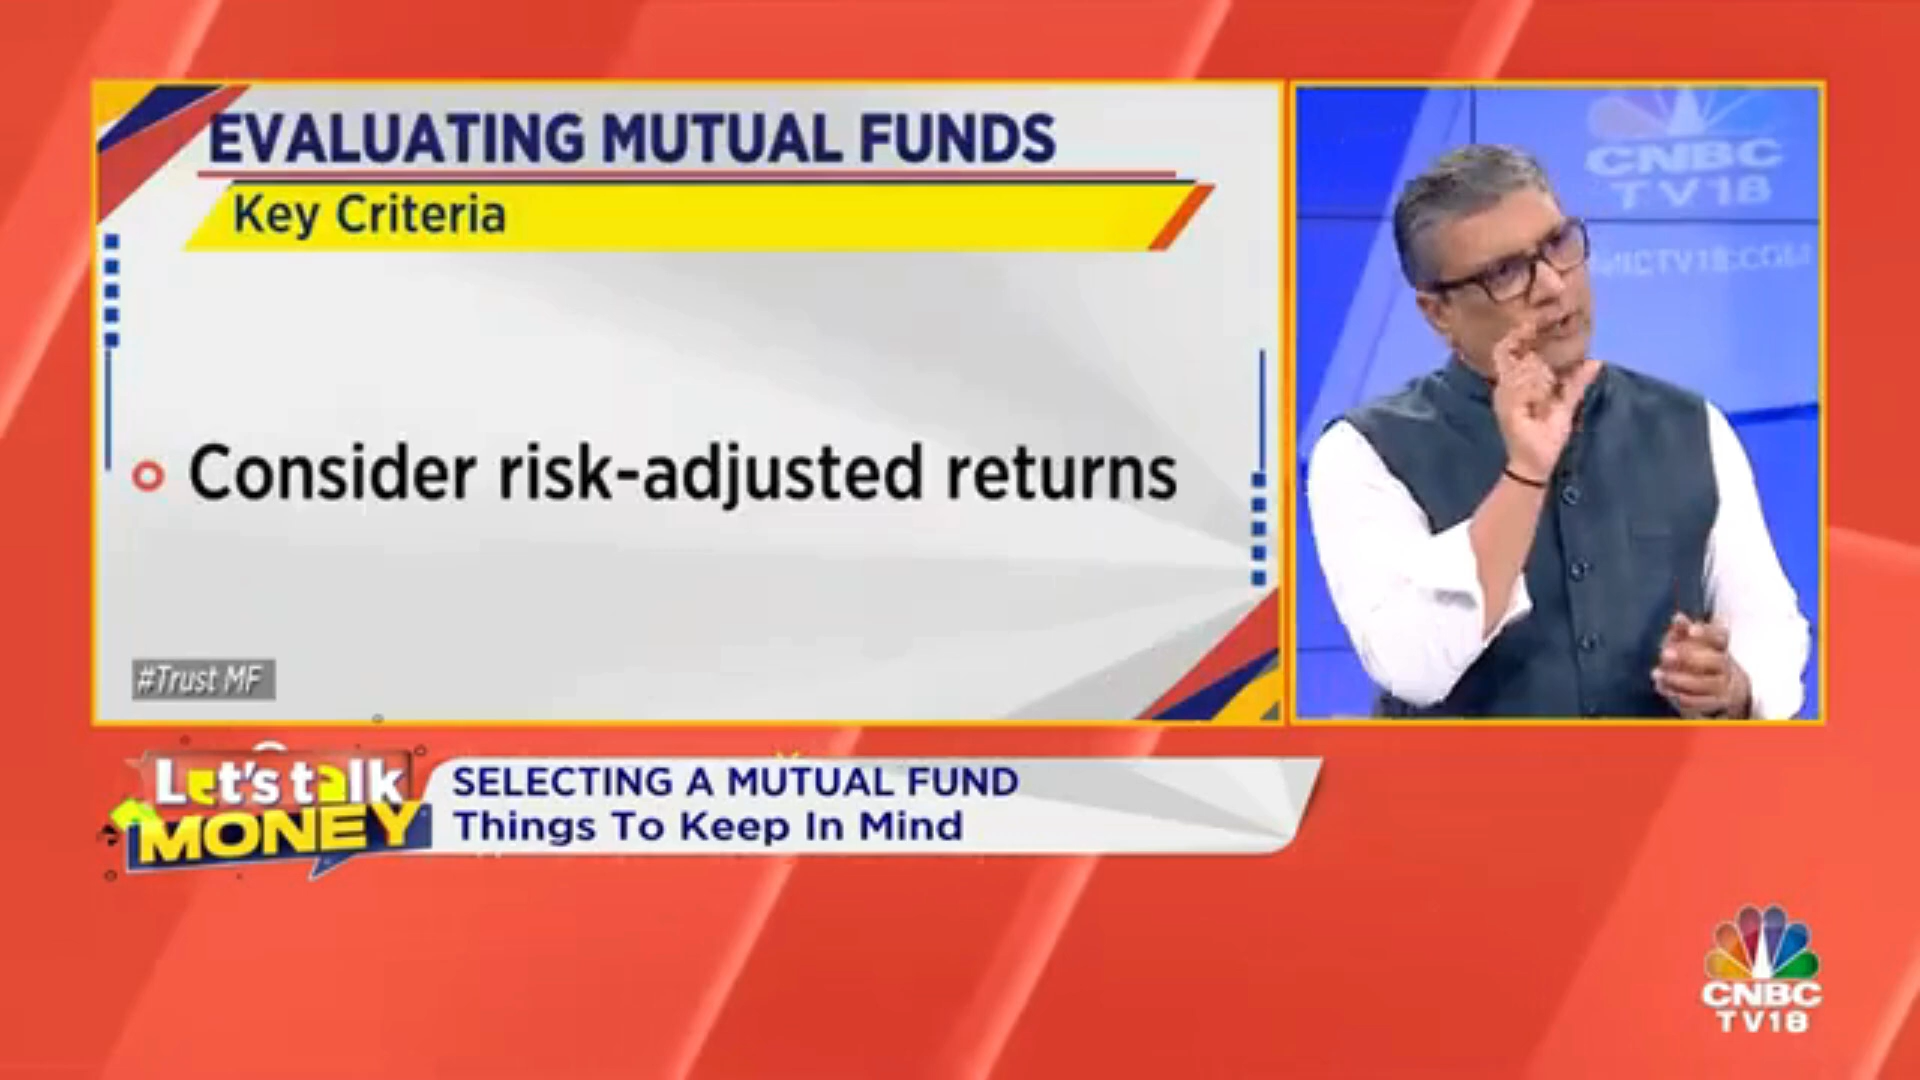 EVALUATING MUTUAL FUNDS
Key Criteria
Consider risk-adjusted returns
#Trust MF
CNBC
TV18
Let's talk
MONEY
SELECTING A MUTUAL FUND
Things To Keep In Mind
CNBC
TV18